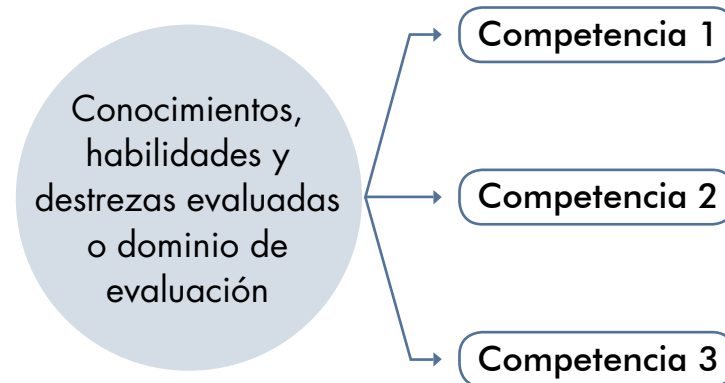 Conocimientos,
habilidades y
destrezas evaluadas
o dominio de
evaluación
Competencia 1
Competencia 2
Competencia 3